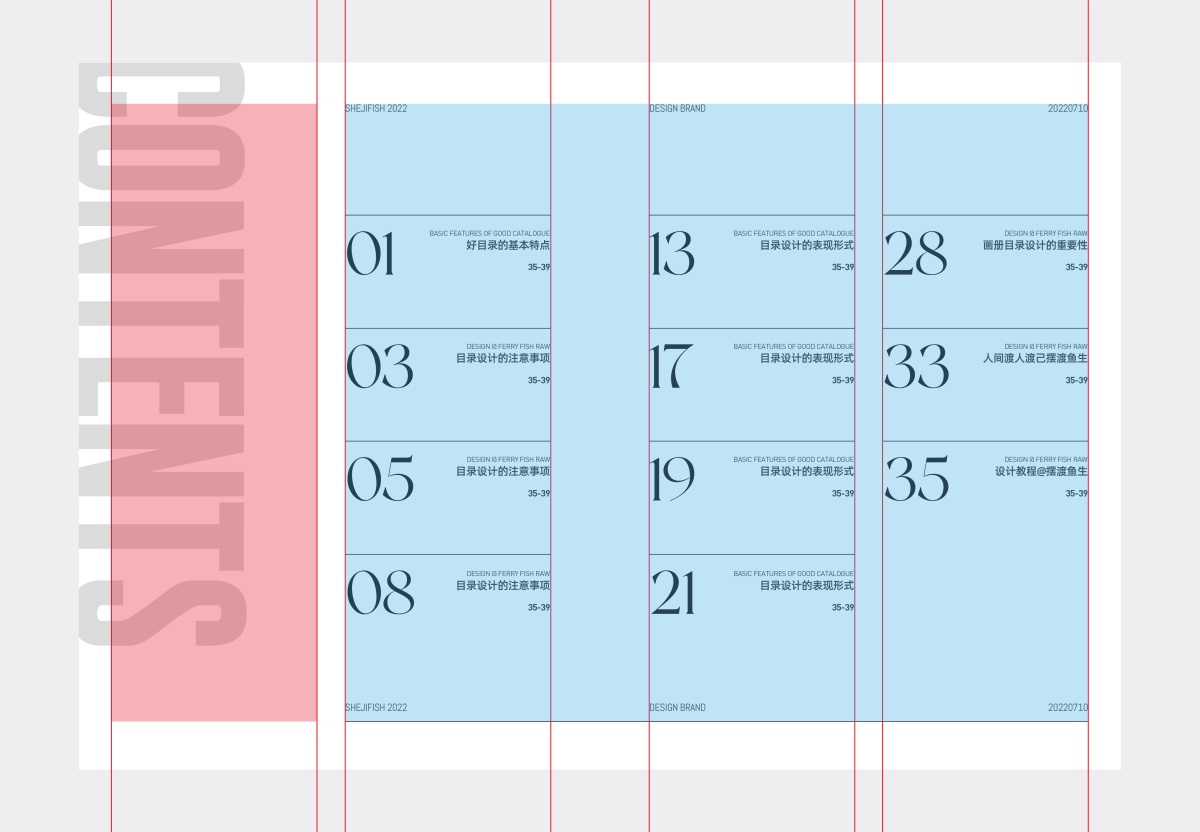 CONTENTS
SHEJIFISH 2022
DESIGN BRAND
20220710
01
BASIC FEATURES OF GOOD CATALOGUE
好目录的基本特点
35-39
03
DESIGN Ø FERRY FISH RAW
目录设计的注意事项
35-39
05
DESIGN Ø FERRY FISH RAW
目录设计的注意事项
35-39
08
DESIGN Ø FERRY FISH RAW
目录设计的注意事项
35-39
13
BASIC FEATURES OF GOOD CATALOGUE
目录设计的表现形式
35-39
17
BASIC FEATURES OF GOOD CATALOGUE
目录设计的表现形式
35-39
19
BASIC FEATURES OF GOOD CATALOGUE
目录设计的表现形式
35-39
21
BASIC FEATURES OF GOOD CATALOGUE
目录设计的表现形式
35-39
28
DESIGN Ø FERRY FISH RAW
画册目录设计的重要性
35-39
33
DESIGN Ø FERRY FISH RAW
人间渡人渡己摆渡鱼生
35-39
35
DESIGN Ø FERRY FISH RAW
设计教程@摆渡鱼生
35-39
SHEJIFISH 2022
DESIGN BRAND
20220710